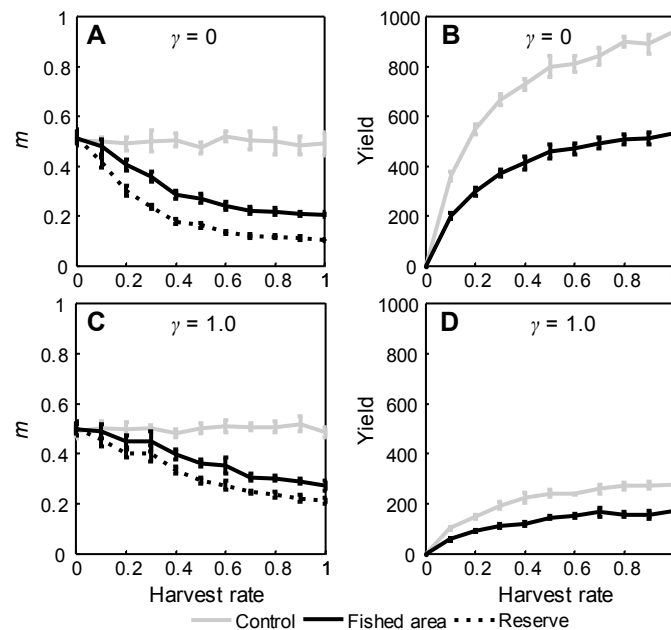 A
γ = 0
1
0.8
0.6
0.4
0.2
0
m
0 0.2 0.4 0.6 0.8 1
B
γ = 0
1000
800
600
400
200
0
Yield
0 0.2 0.4 0.6 0.8
C
γ = 1.0
1
0.8
0.6
0.4
0.2
0
m
0 0.2 0.4 0.6 0.8 1
Harvest rate
D
γ = 1.0
1000
800
600
400
200
0
Yield
0 0.2 0.4 0.6 0.8
Harvest rate
Control Fished area Reserve